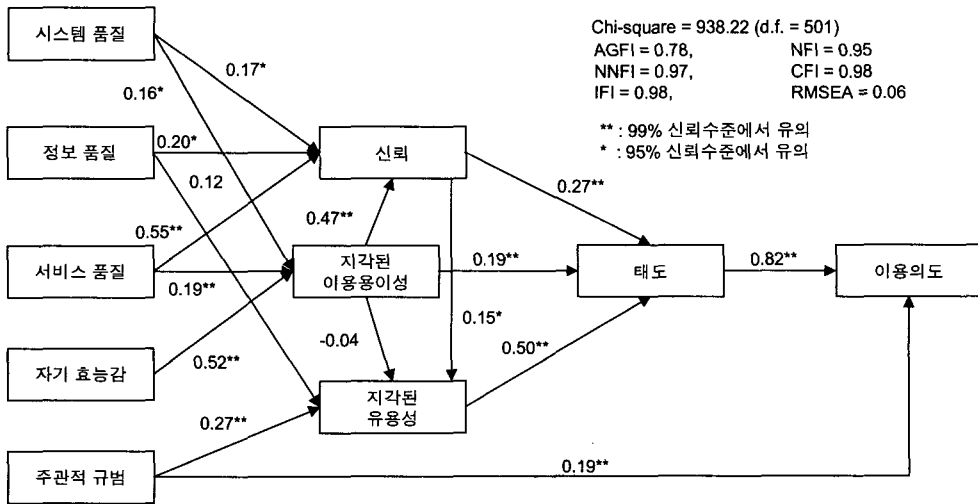 시스템 품질
정보 품질
서비스 품질
자기 효능감
주관적 규범
신뢰
지각된
이용용이성
지각된
유용성
태도
이용의도
0.17*
0.16*
0.20*
0.12
0.55**
0.19**
0.52**
0.27**
0.47**
-0.04
0.15*
0.27**
0.19**
0.50**
0.82**
0.19**
Chi-square = 938.22 (d.f. = 501)
AGFI = 0.78, NFI = 0.95
NNFI = 0.97, CFI = 0.98
IFI = 0.98, RMSEA = 0.06
** : 99% 신뢰수준에서 유의
* : 95% 신뢰수준에서 유의